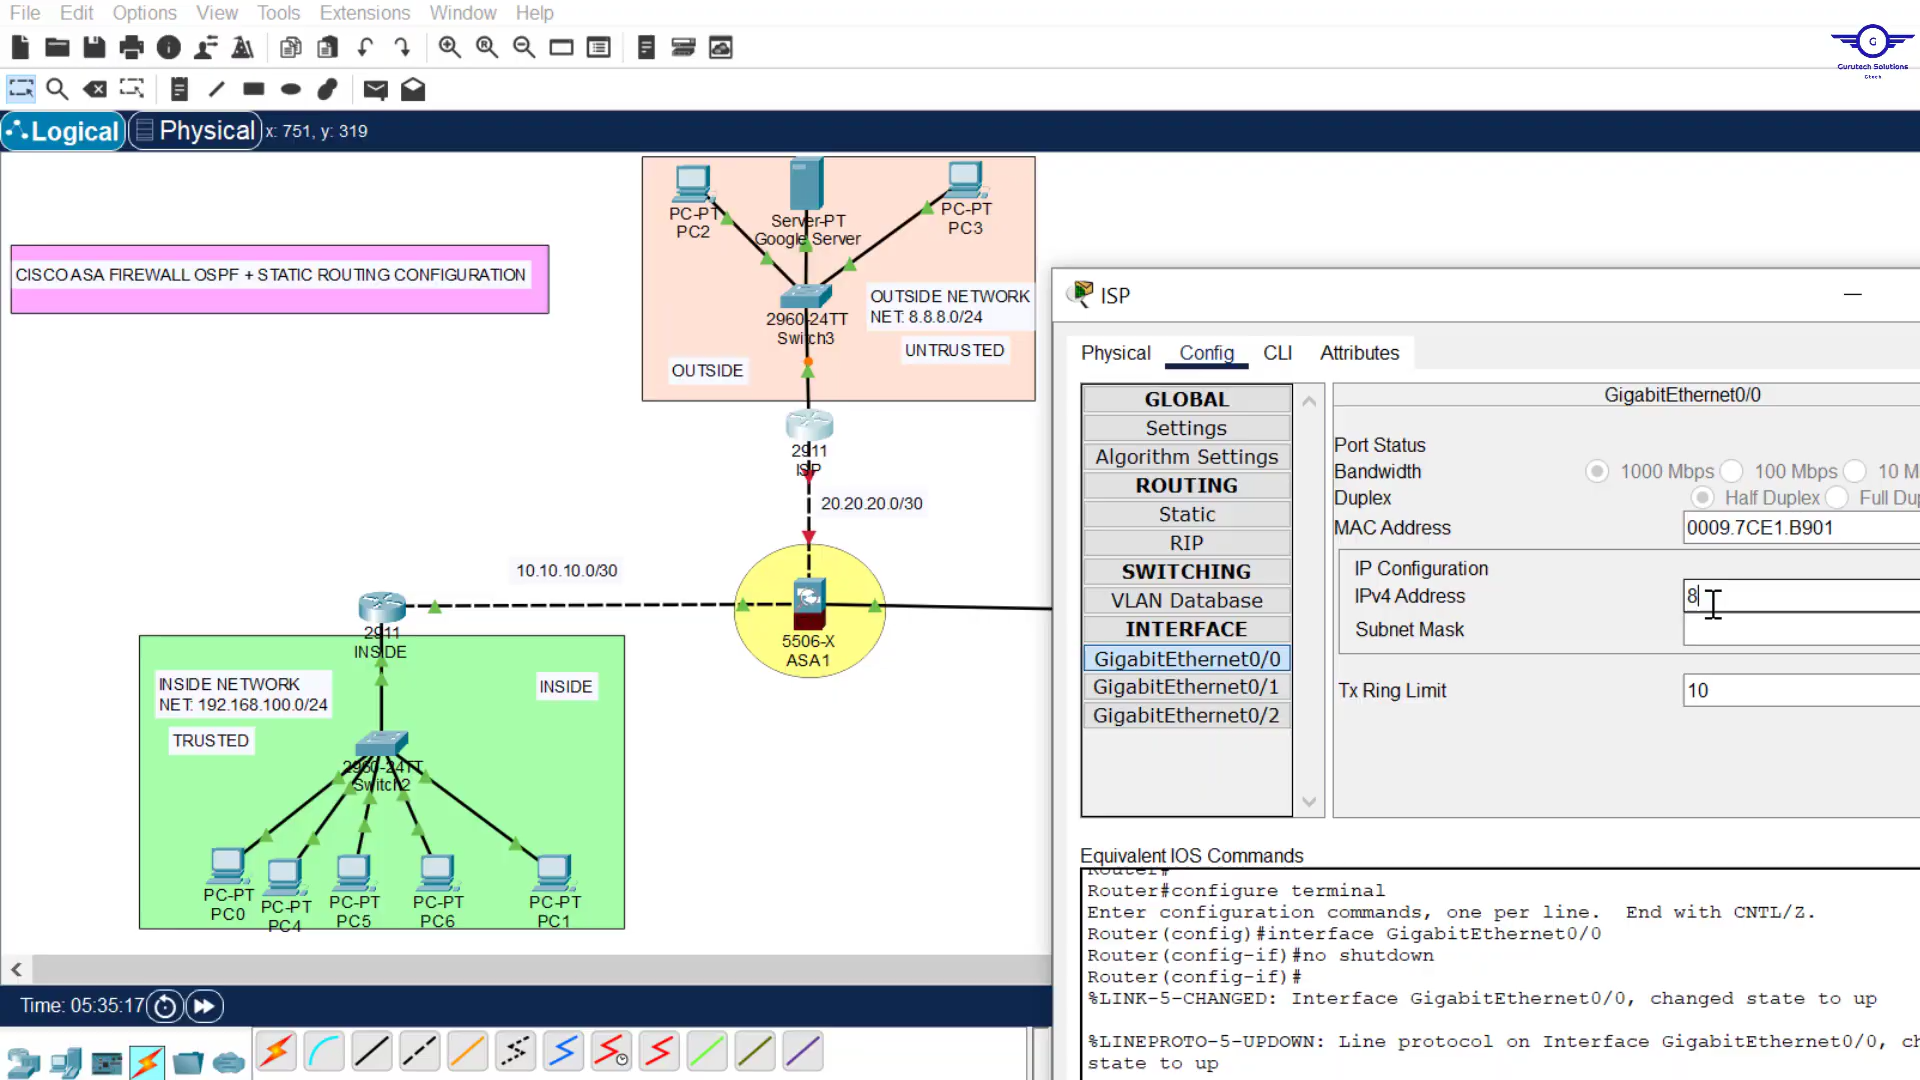 File Edit Options View Tools Extensions Window Help
G
Gurutech Solutions
Gtech
Logical Physical x: 751, y: 319
CISCO ASA FIREWALL OSPF + STATIC ROUTING CONFIGURATION
PC-PT
PC2
Server-PT
Google Server
PC-PT
PC3
2960-24TT
Switch3
OUTSIDE NETWORK
NET: 8.8.8.0/24
UNTRUSTED
OUTSIDE
2911
ISP
20.20.20.0/30
10.10.10.0/30
5506-X
ASA1
2911
INSIDE
INSIDE NETWORK
NET: 192.168.100.0/24
TRUSTED
INSIDE
2960-24TT
Switch2
PC-PT
PC0
PC-PT
PC4
PC-PT
PC5
PC-PT
PC6
PC-PT
PC1
Time: 05:35:17
ISP
Physical Config CLI Attributes
GLOBAL
Settings
Algorithm Settings
ROUTING
Static
RIP
SWITCHING
VLAN Database
INTERFACE
GigabitEthernet0/0
GigabitEthernet0/1
GigabitEthernet0/2
GigabitEthernet0/0
Port Status
Bandwidth 1000 Mbps 100 Mbps 10 M
Duplex Half Duplex Full Dup
MAC Address 0009.7CE1.B901
IP Configuration
IPv4 Address 8
Subnet Mask
Tx Ring Limit 10
Equivalent IOS Commands
Router#
Router#configure terminal
Enter configuration commands, one per line. End with CNTL/Z.
Router(config)#interface GigabitEthernet0/0
Router(config-if)#no shutdown
Router(config-if)#
%LINK-5-CHANGED: Interface GigabitEthernet0/0, changed state to up
%LINEPROTO-5-UPDOWN: Line protocol on Interface GigabitEthernet0/0, ch
state to up